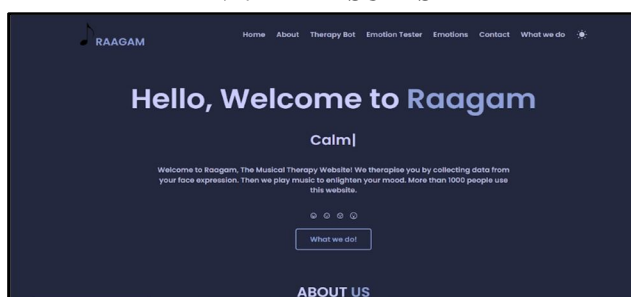 RAAGAM
Home About Therapy Bot Emotion Tester Emotions Contact What we do
Hello, Welcome to Raagam
Calm|
Welcome to Raagam, The Musical Therapy Website! We therapise you by collecting data from
your face expression. Then we play music to enlighten your mood. More than 1000 people use
this website.
What we do!
ABOUT US